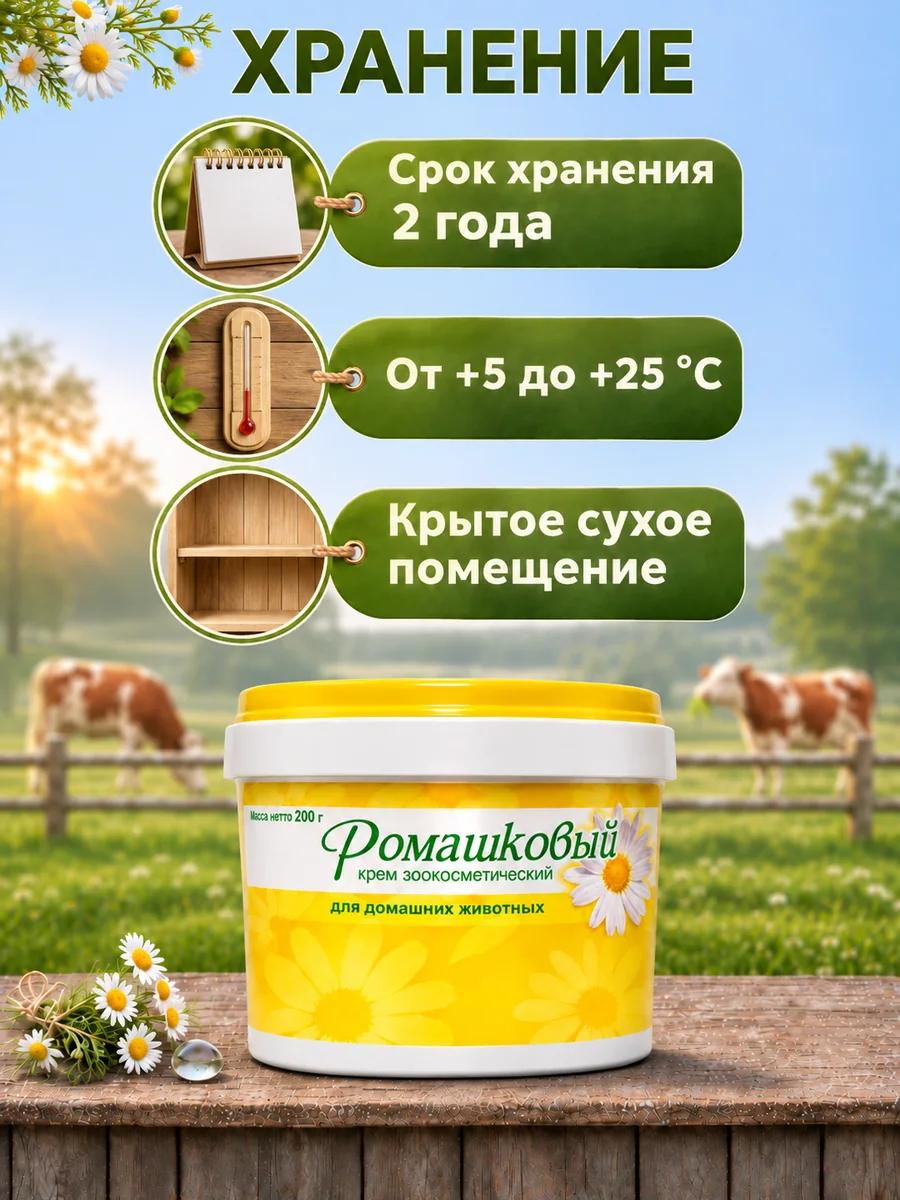 ХРАНЕНИЕ
Срок хранения
2 года
От +5 до +25 °C
Крытое сухое
помещение
Масса нетто 200 г
Ромашковый
крем зоокосметический
для домашних животных